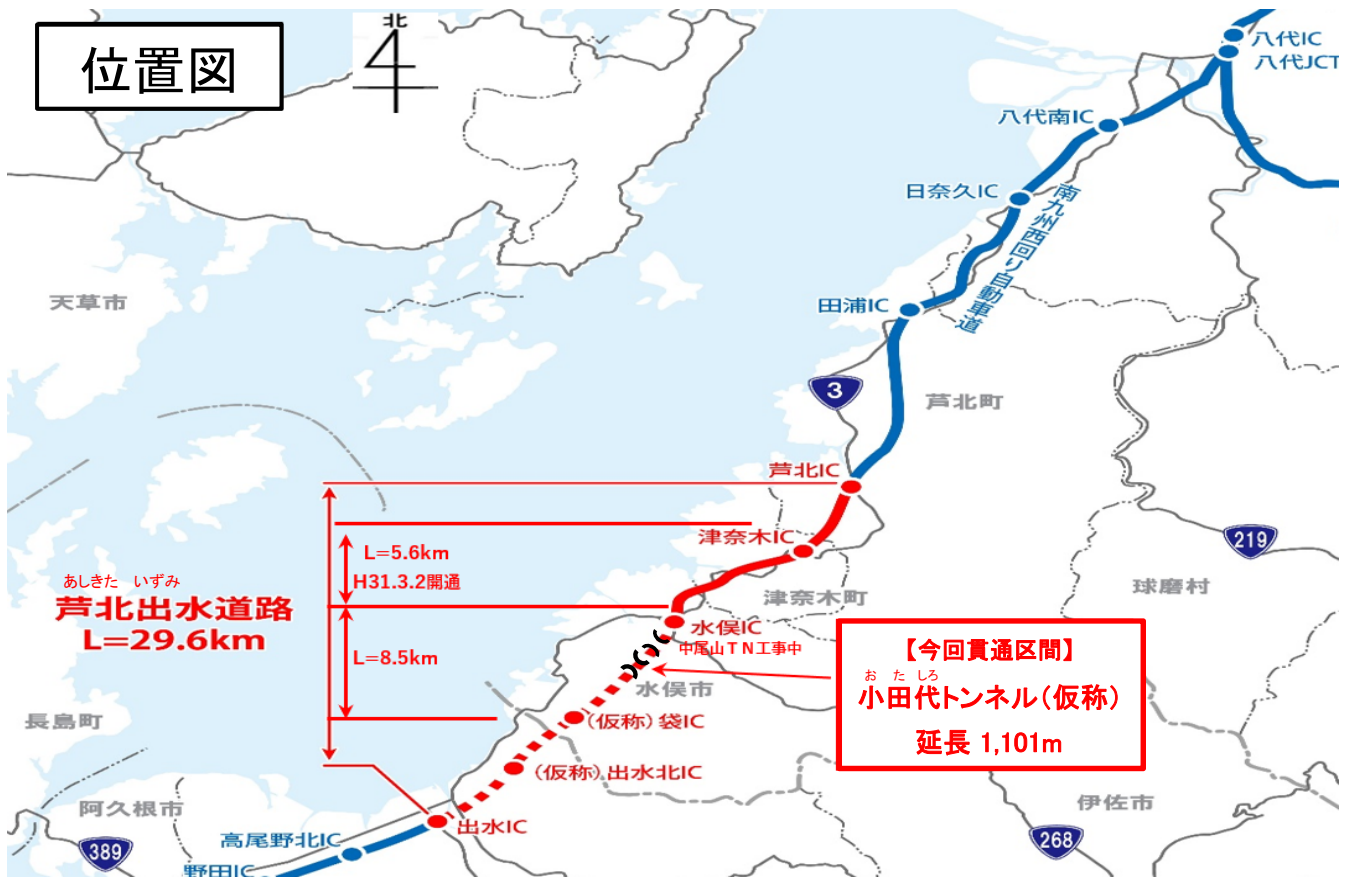 位置図
北
八代IC
八代JCT
八代南IC
日奈久IC
南九州西回り自動車道
天草市
田浦IC
3
芦北町
芦北IC
津奈木IC
219
L=5.6km
H31.3.2開通
あしきた いずみ
芦北出水道路
L=29.6km
球磨村
津奈木町
水俣IC
中尾山TN工事中
L=8.5km
【今回貫通区間】
おたしろ
小田代トンネル(仮称)
延長 1,101m
水俣市
長島町
(仮称)袋IC
(仮称)出水北IC
阿久根市
伊佐市
出水IC
高尾野北IC
389
268
野田IC